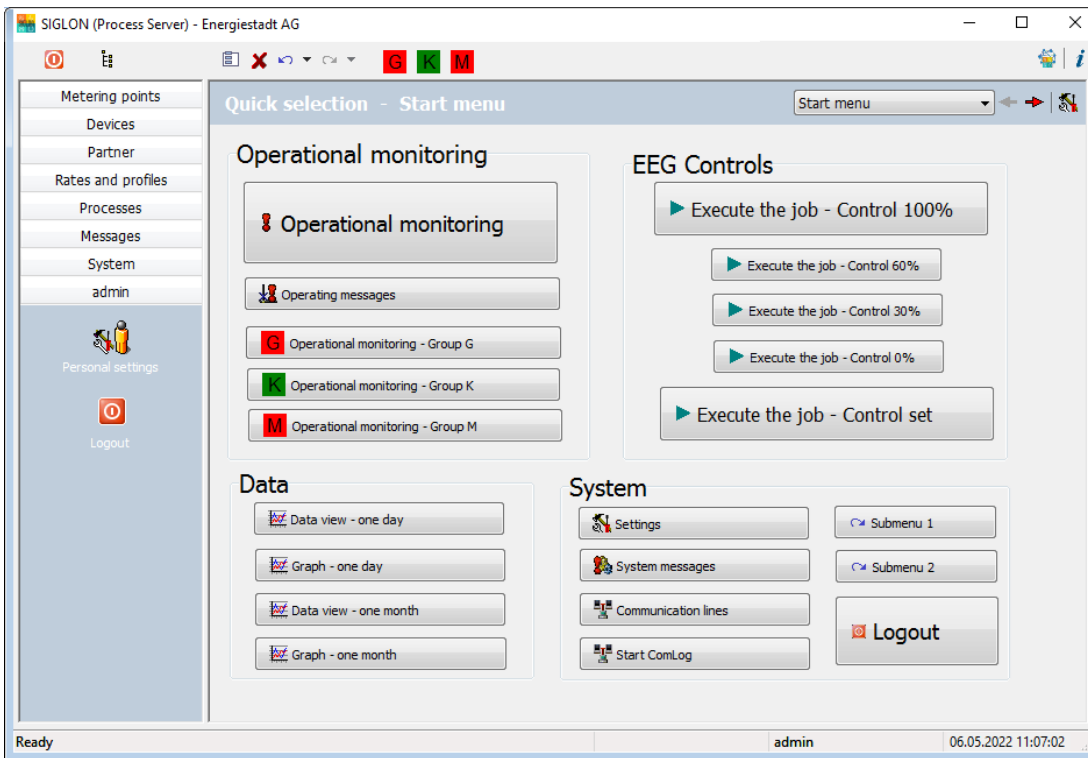 SIGLON (Process Server) - Energiestadt AG
G K M
i
Metering points
Devices
Partner
Rates and profiles
Processes
Messages
System
admin
Personal settings
Logout
Quick selection - Start menu
Start menu
Operational monitoring
Operational monitoring
Operating messages
G Operational monitoring - Group G
K Operational monitoring - Group K
M Operational monitoring - Group M
EEG Controls
Execute the job - Control 100%
Execute the job - Control 60%
Execute the job - Control 30%
Execute the job - Control 0%
Execute the job - Control set
Data
Data view - one day
Graph - one day
Data view - one month
Graph - one month
System
Settings
System messages
Communication lines
Start ComLog
Submenu 1
Submenu 2
Logout
Ready
admin
06.05.2022 11:07:02